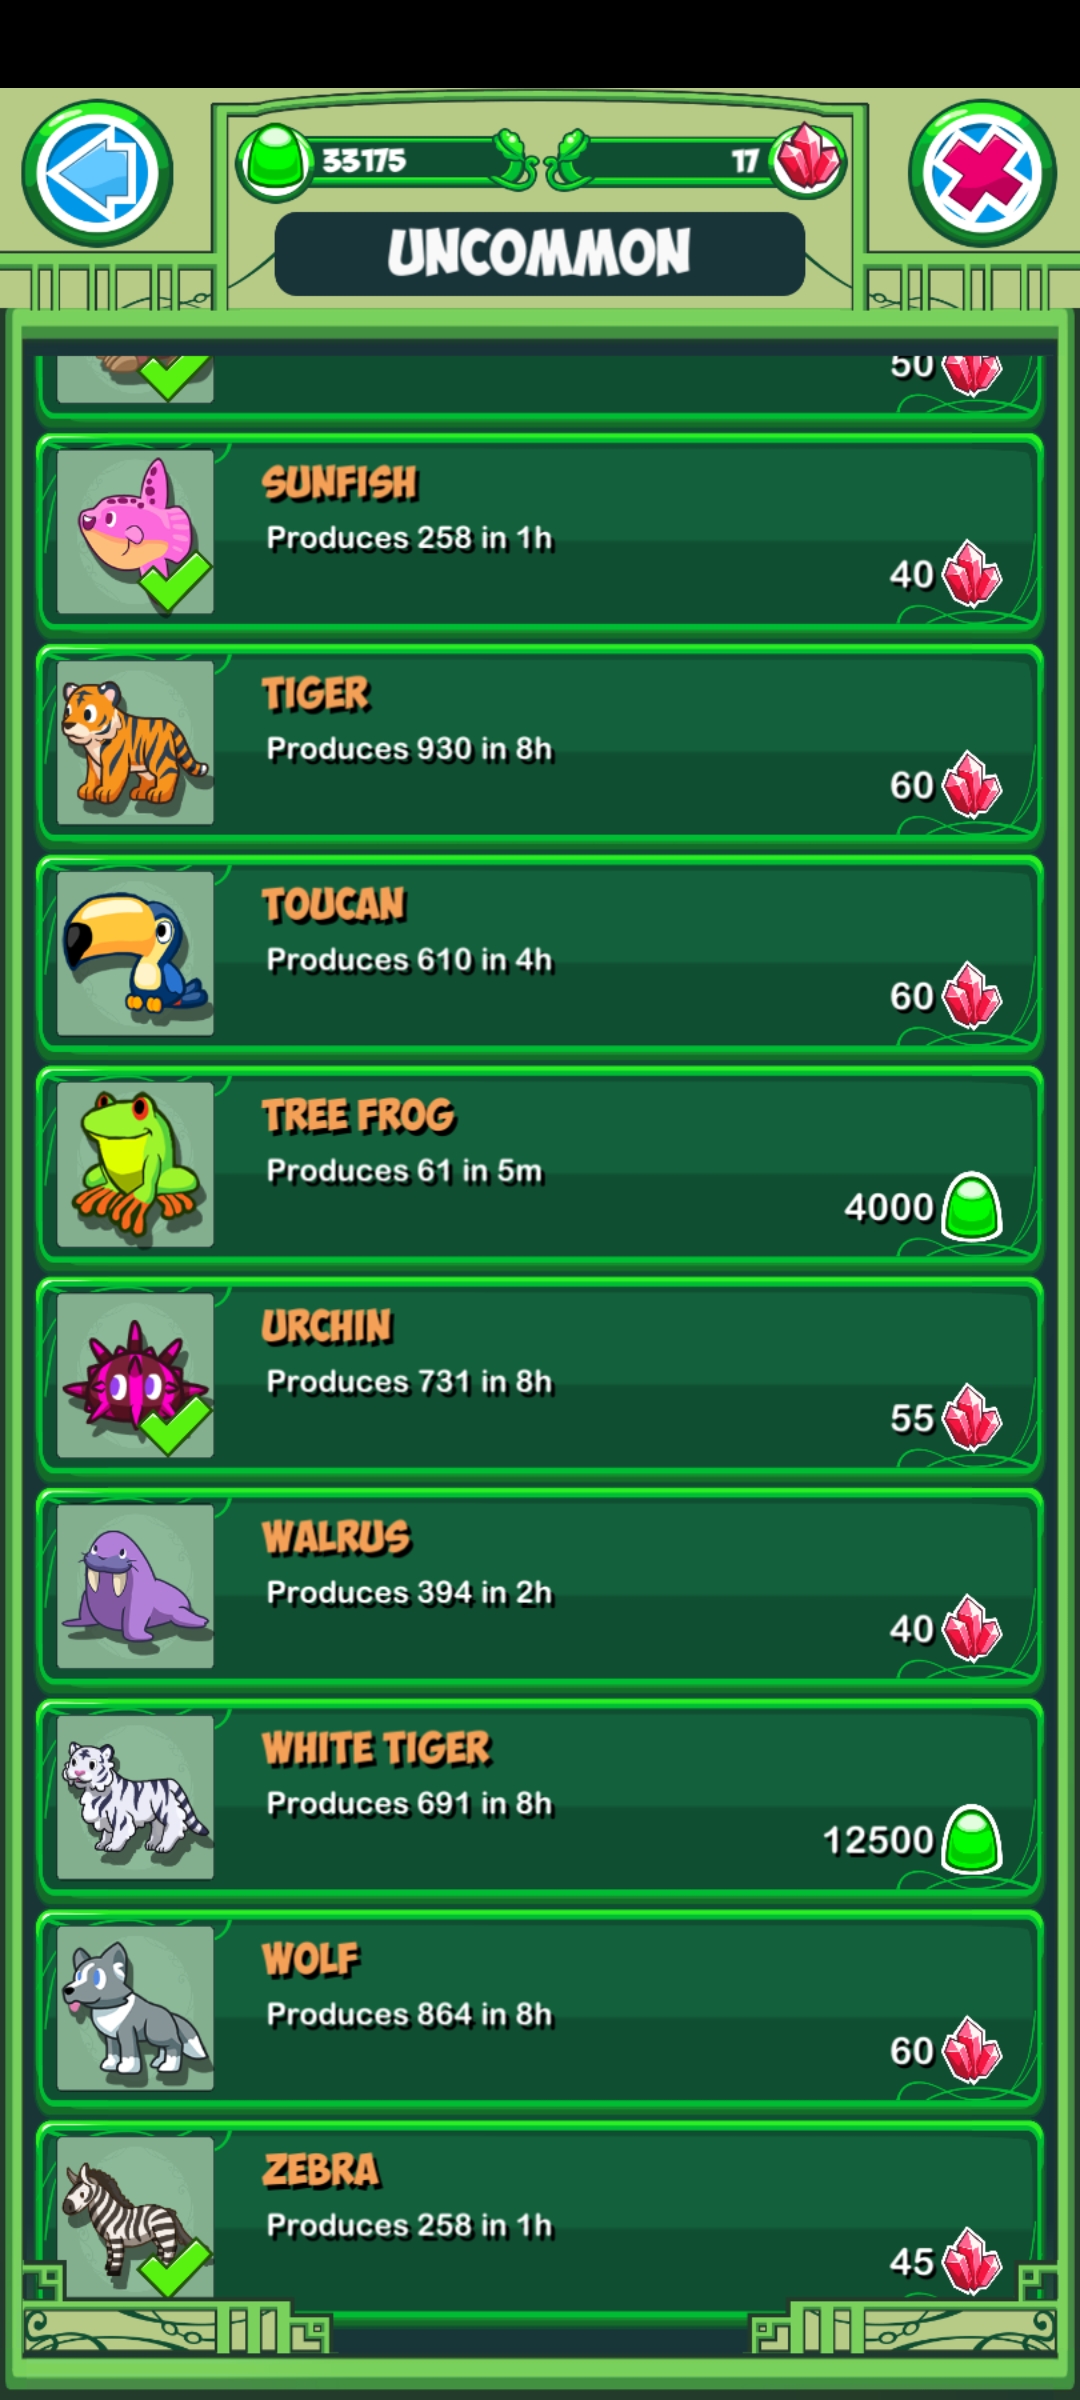 33175
17
UNCOMMON
50
SUNFISH
Produces 258 in 1h
40
TIGER
Produces 930 in 8h
60
TOUCAN
Produces 610 in 4h
60
TREE FROG
Produces 61 in 5m
4000
URCHIN
Produces 731 in 8h
55
WALRUS
Produces 394 in 2h
40
WHITE TIGER
Produces 691 in 8h
12500
WOLF
Produces 864 in 8h
60
ZEBRA
Produces 258 in 1h
45